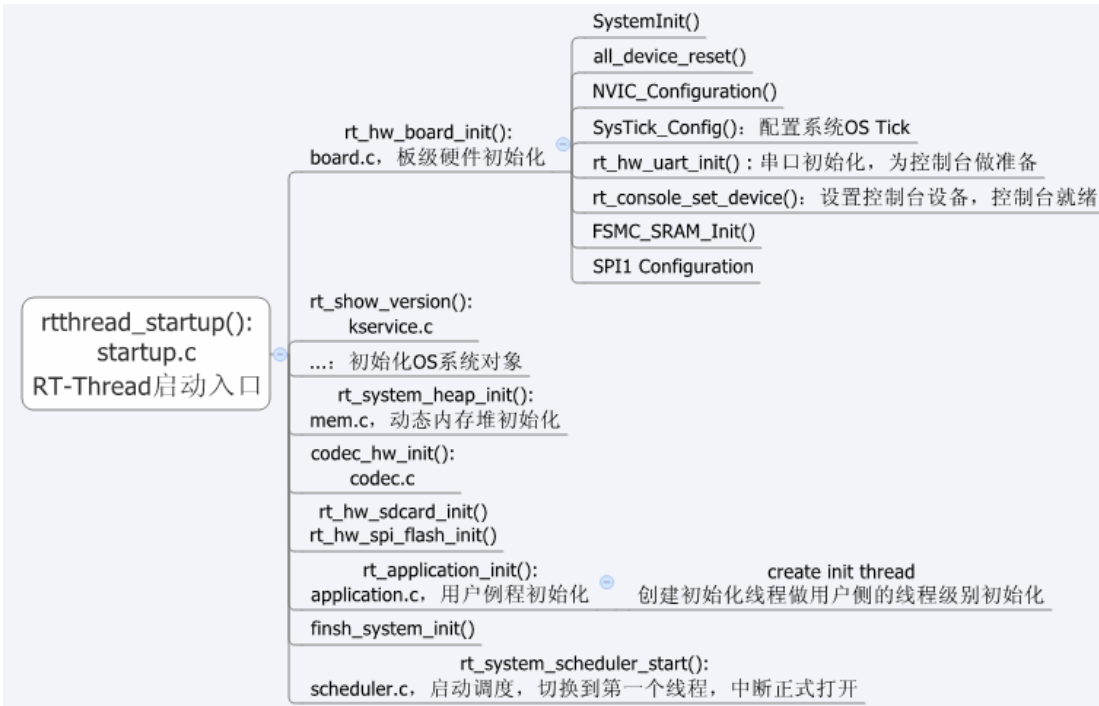 rtthread_startup():
startup.c
RT-Thread启动入口
rt_hw_board_init():
board.c，板级硬件初始化
SystemInit()
all_device_reset()
NVIC_Configuration()
SysTick_Config()：配置系统OS Tick
rt_hw_uart_init() : 串口初始化，为控制台做准备
rt_console_set_device()：设置控制台设备，控制台就绪
FSMC_SRAM_Init()
SPI1 Configuration
rt_show_version():
kservice.c
...：初始化OS系统对象
rt_system_heap_init():
mem.c，动态内存堆初始化
codec_hw_init():
codec.c
rt_hw_sdcard_init()
rt_hw_spi_flash_init()
rt_application_init():
application.c，用户例程初始化
create init thread
创建初始化线程做用户侧的线程级别初始化
finsh_system_init()
rt_system_scheduler_start():
scheduler.c，启动调度，切换到第一个线程，中断正式打开